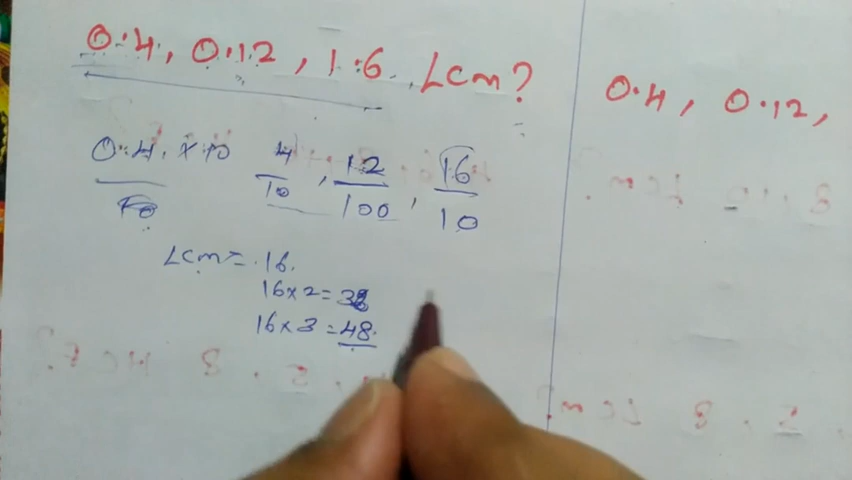 0.4, 0.12, 1.6. Lcm?
0.4, 0.12,
0.4 × 10 / 10   4/10, 12/100, 16/10
Lcm = 16.
16×2=32
16×3=48.